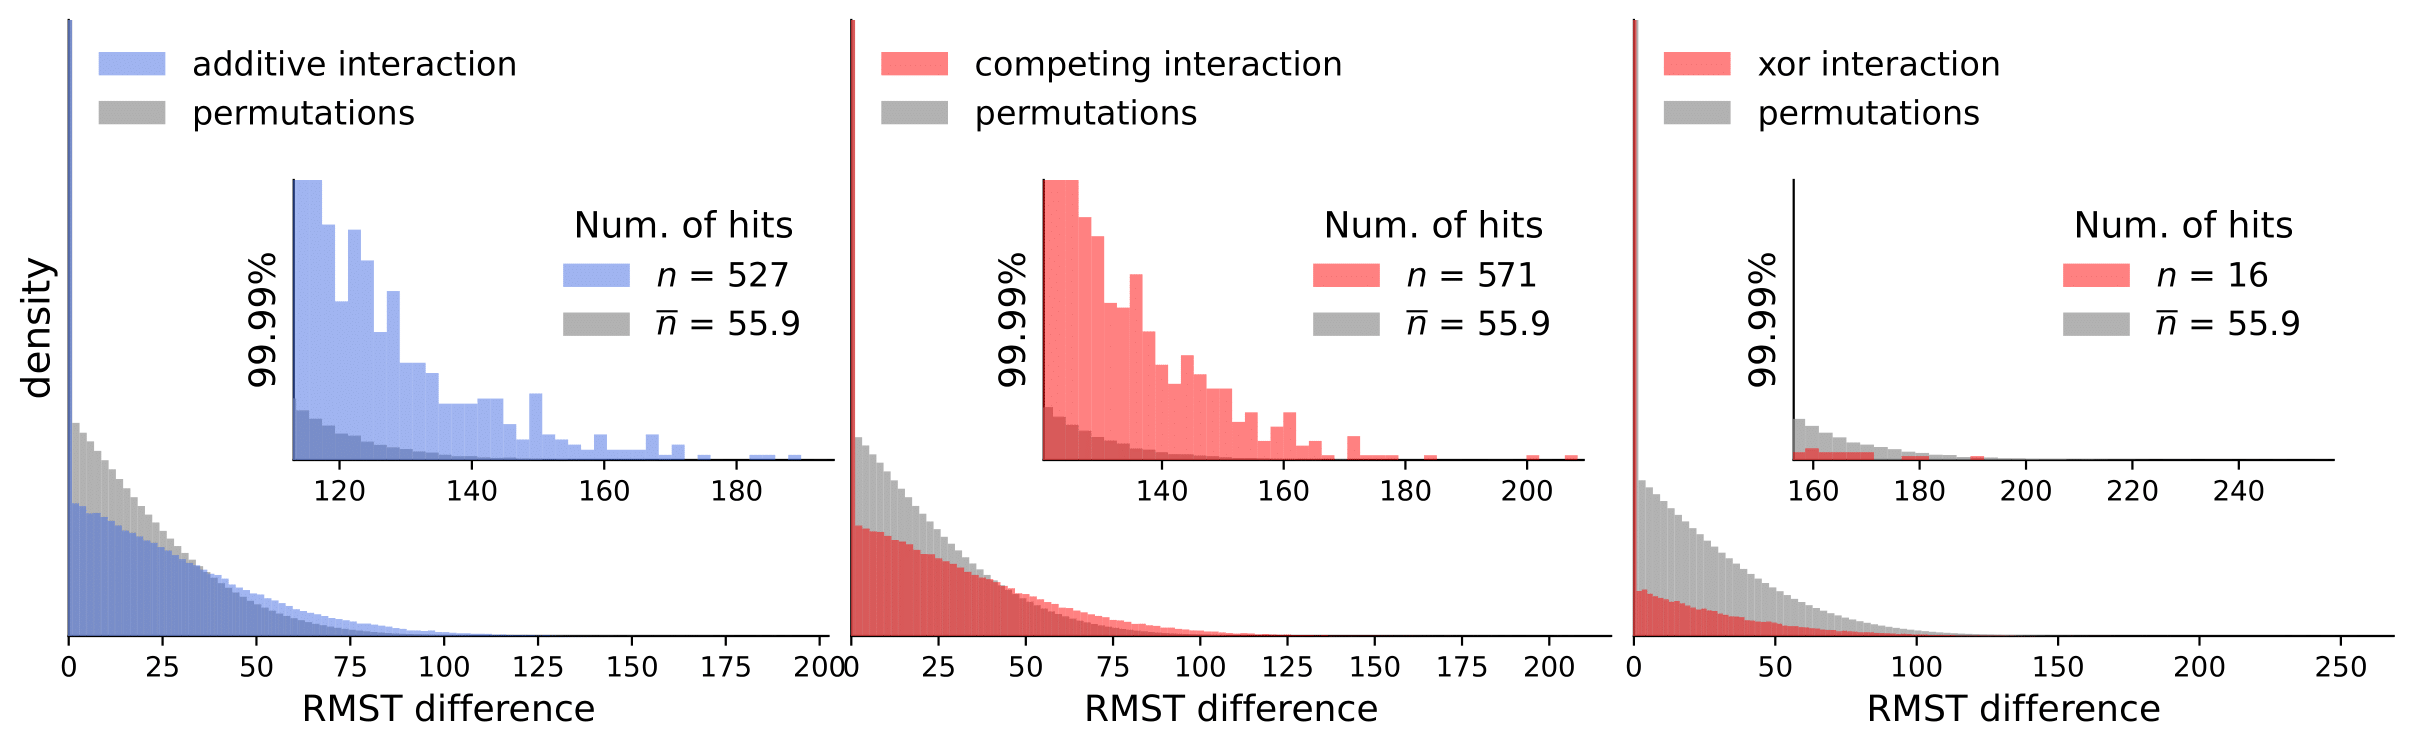 additive interaction
permutations
Num. of hits
n = 527
n̅ = 55.9
99.99%
120 140 160 180
density
0 25 50 75 100 125 150 175 200
RMST difference
competing interaction
permutations
Num. of hits
n = 571
n̅ = 55.9
99.99%
140 160 180 200
0 25 50 75 100 125 150 175 200
RMST difference
xor interaction
permutations
Num. of hits
n = 16
n̅ = 55.9
99.99%
160 180 200 220 240
0 50 100 150 200 250
RMST difference